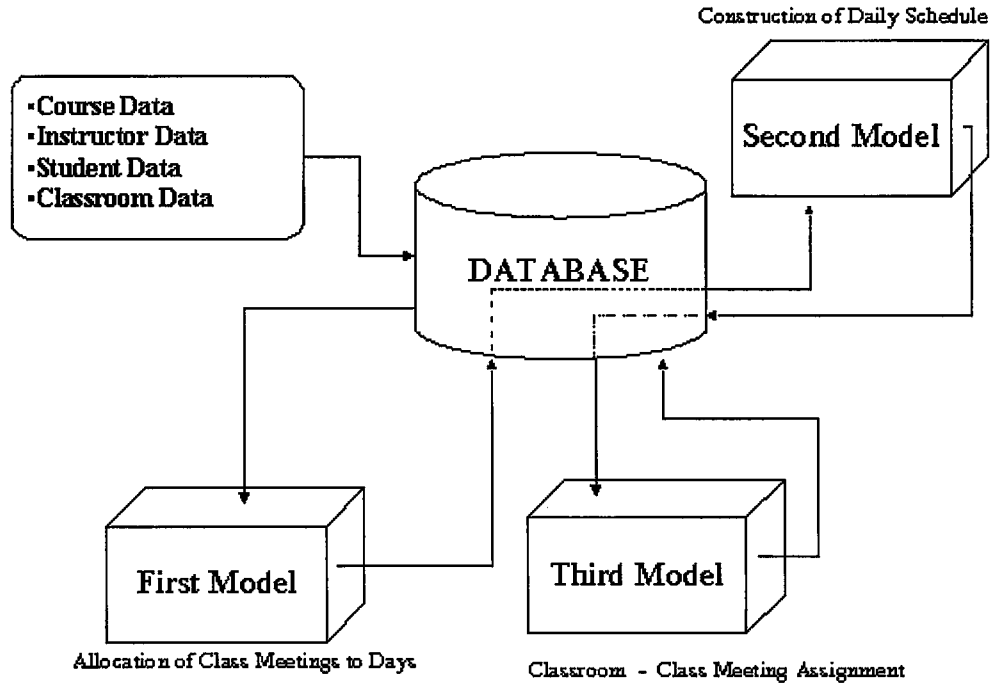 Construction of Daily Schedule
▪Course Data
▪Instructor Data
▪Student Data
▪Classroom Data
Second Model
DATABASE
First Model
Third Model
Allocation of Class Meetings to Days
Classroom - Class Meeting Assignment